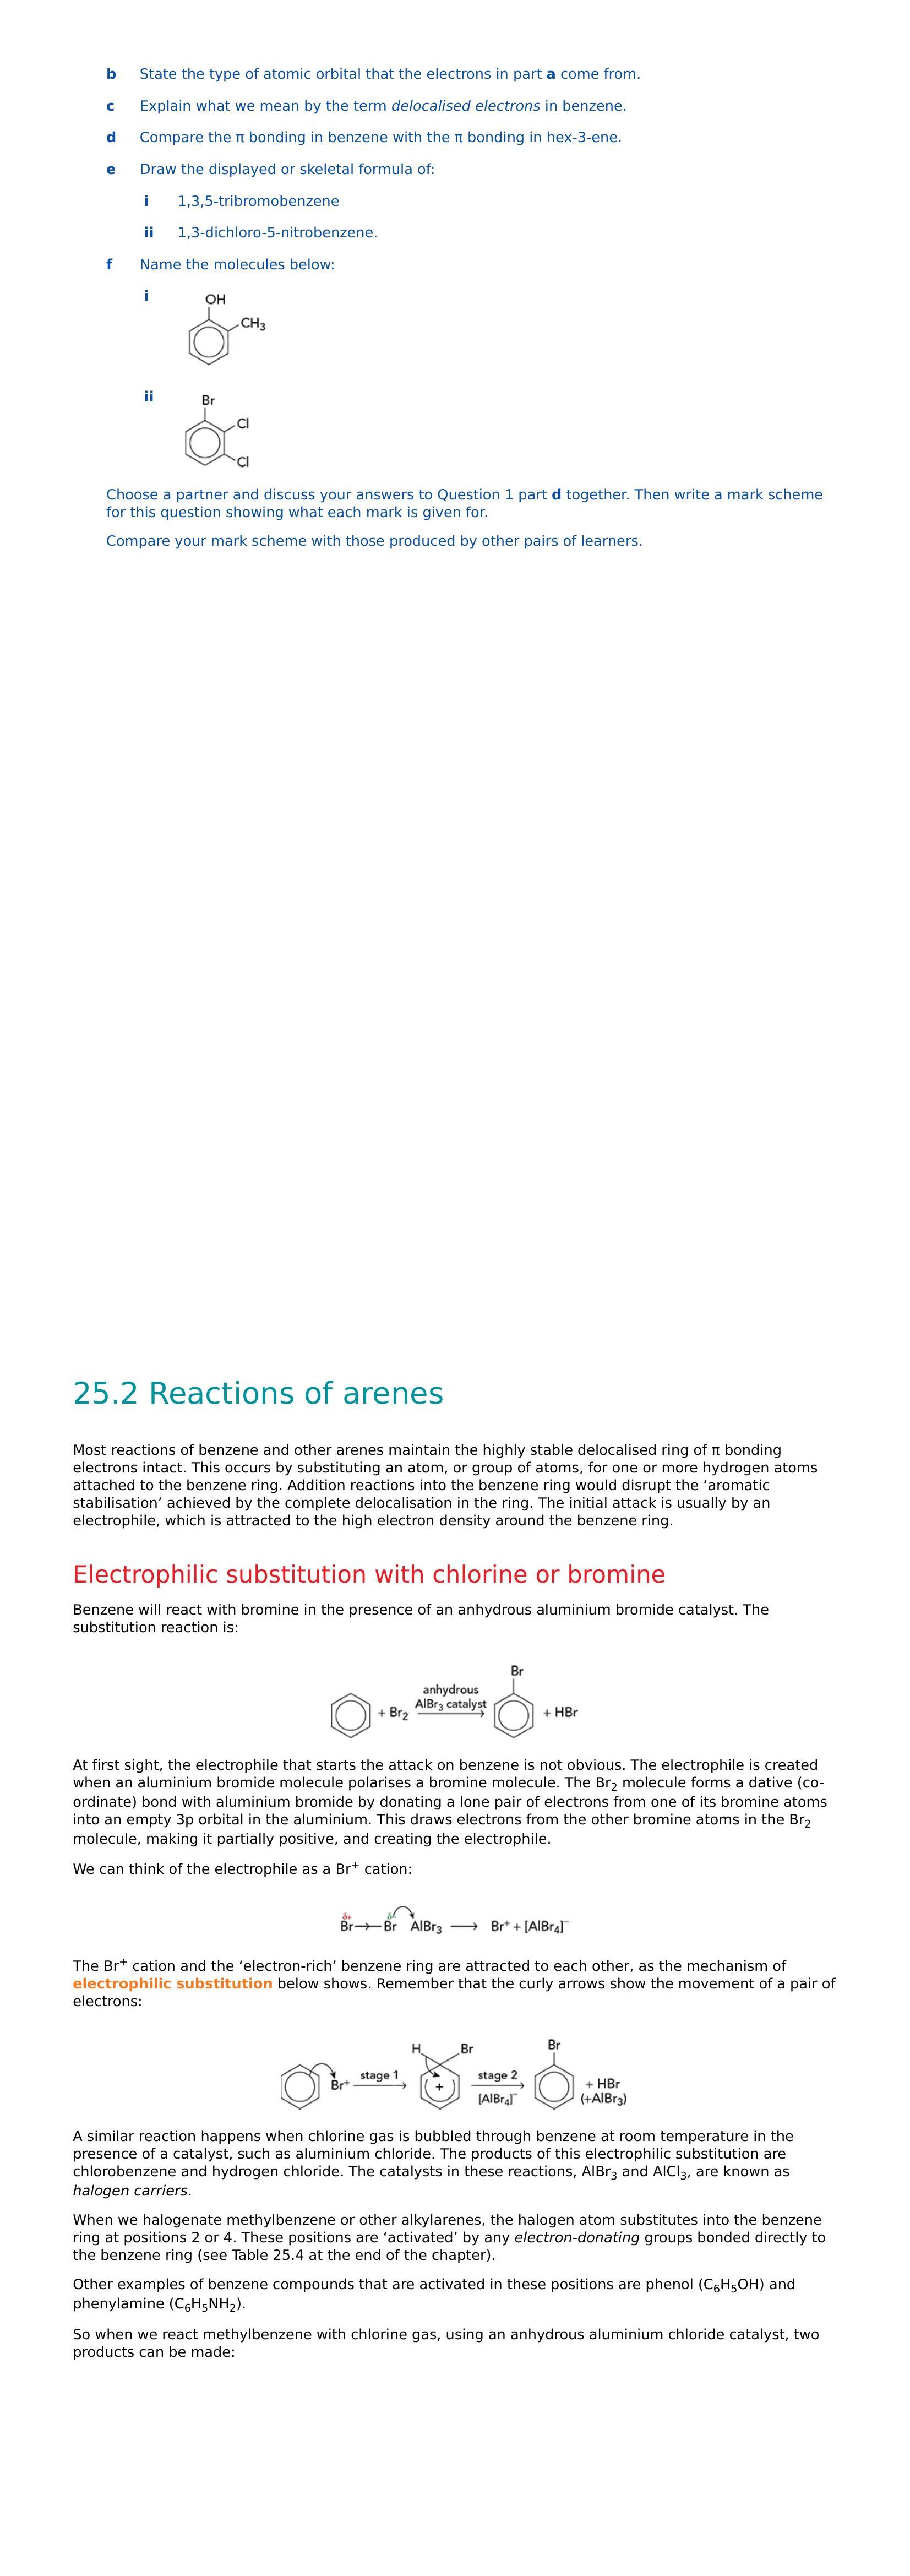 b State the type of atomic orbital that the electrons in part a come from.
c Explain what we mean by the term delocalised electrons in benzene.
d Compare the π bonding in benzene with the π bonding in hex-3-ene.
e Draw the displayed or skeletal formula of:
i 1,3,5-tribromobenzene
ii 1,3-dichloro-5-nitrobenzene.
f Name the molecules below:
i
OH
CH₃
ii
Br
Cl
Cl
Choose a partner and discuss your answers to Question 1 part d together. Then write a mark scheme
for this question showing what each mark is given for.
Compare your mark scheme with those produced by other pairs of learners.
25.2 Reactions of arenes
Most reactions of benzene and other arenes maintain the highly stable delocalised ring of π bonding
electrons intact. This occurs by substituting an atom, or group of atoms, for one or more hydrogen atoms
attached to the benzene ring. Addition reactions into the benzene ring would disrupt the ‘aromatic
stabilisation’ achieved by the complete delocalisation in the ring. The initial attack is usually by an
electrophile, which is attracted to the high electron density around the benzene ring.
Electrophilic substitution with chlorine or bromine
Benzene will react with bromine in the presence of an anhydrous aluminium bromide catalyst. The
substitution reaction is:
Br
anhydrous
AlBr₃ catalyst
+ Br₂ ⟶ + HBr
At first sight, the electrophile that starts the attack on benzene is not obvious. The electrophile is created
when an aluminium bromide molecule polarises a bromine molecule. The Br₂ molecule forms a dative (co-
ordinate) bond with aluminium bromide by donating a lone pair of electrons from one of its bromine atoms
into an empty 3p orbital in the aluminium. This draws electrons from the other bromine atoms in the Br₂
molecule, making it partially positive, and creating the electrophile.
We can think of the electrophile as a Br⁺ cation:
δ+ δ−
Br⟶Br AlBr₃ ⟶ Br⁺ + [AlBr₄]⁻
The Br⁺ cation and the ‘electron-rich’ benzene ring are attracted to each other, as the mechanism of
electrophilic substitution below shows. Remember that the curly arrows show the movement of a pair of
electrons:
H Br Br
stage 1 stage 2
Br⁺ + + HBr
[AlBr₄]⁻ (+AlBr₃)
A similar reaction happens when chlorine gas is bubbled through benzene at room temperature in the
presence of a catalyst, such as aluminium chloride. The products of this electrophilic substitution are
chlorobenzene and hydrogen chloride. The catalysts in these reactions, AlBr₃ and AlCl₃, are known as
halogen carriers.
When we halogenate methylbenzene or other alkylarenes, the halogen atom substitutes into the benzene
ring at positions 2 or 4. These positions are ‘activated’ by any electron-donating groups bonded directly to
the benzene ring (see Table 25.4 at the end of the chapter).
Other examples of benzene compounds that are activated in these positions are phenol (C₆H₅OH) and
phenylamine (C₆H₅NH₂).
So when we react methylbenzene with chlorine gas, using an anhydrous aluminium chloride catalyst, two
products can be made: